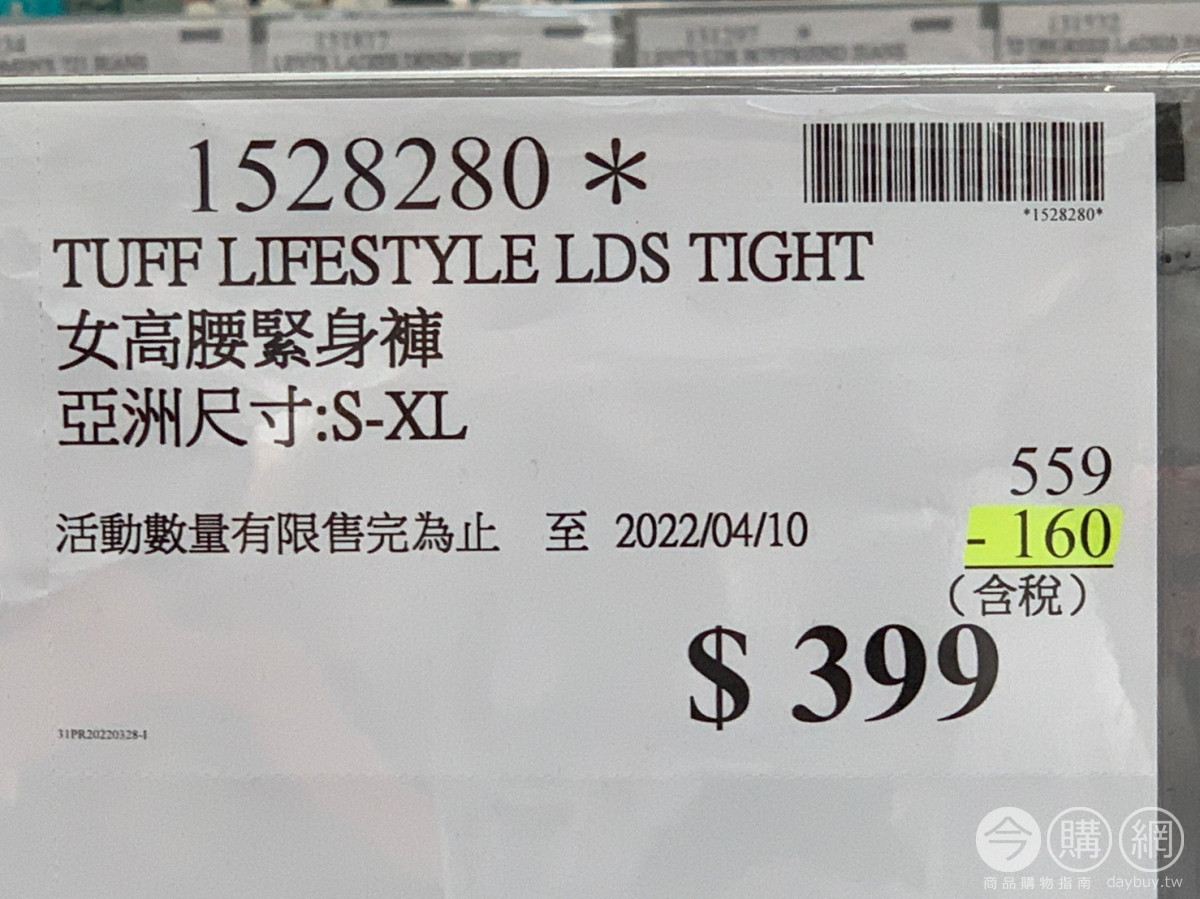 1528280 *
*1528280*
TUFF LIFESTYLE LDS TIGHT
女高腰緊身褲
亞洲尺寸:S-XL
559
活動數量有限售完為止 至 2022/04/10
- 160
(含稅)
$ 399
31PR20220328-1
今購網
商品購物指南 daybuy.tw